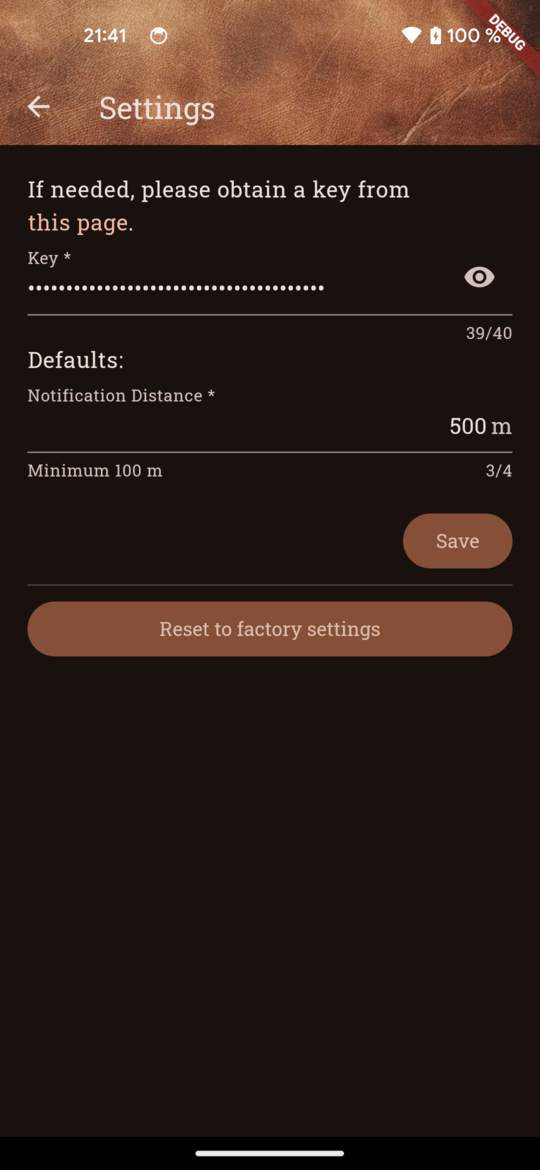 21:41
100 %
DEBUG
Settings
If needed, please obtain a key from
this page.
Key *
•••••••••••••••••••••••••••••••••••••••
39/40
Defaults:
Notification Distance *
500 m
Minimum 100 m 3/4
Save
Reset to factory settings